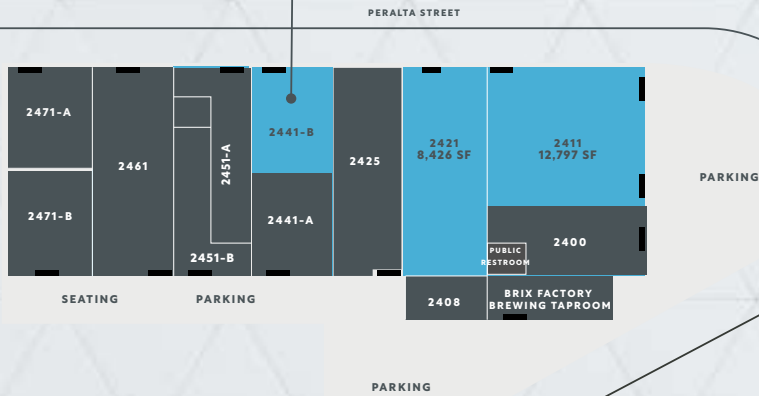 PERALTA STREET
2471-A
2461
2451-A
2441-B
2425
2421
8,426 SF
2411
12,797 SF
PARKING
2471-B
2441-A
2451-B
2400
PUBLIC
RESTROOM
SEATING
PARKING
2408
BRIX FACTORY
BREWING TAPROOM
PARKING